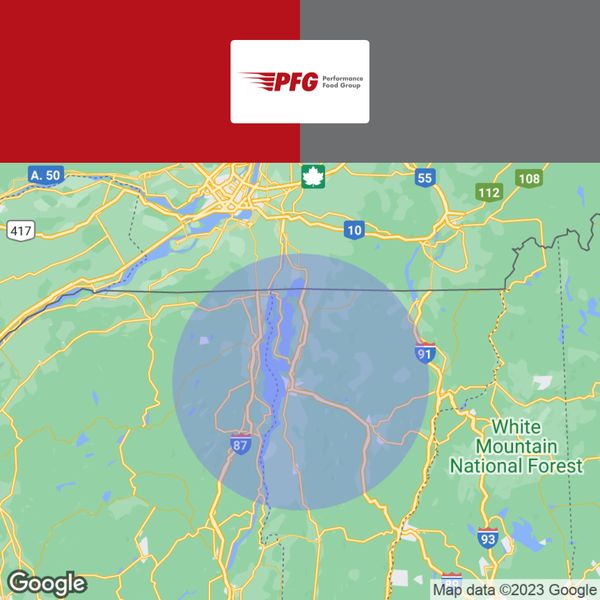 PFG Performance
Food Group
A. 50
55
108
112
417
10
91
White
Mountain
National Forest
87
93
89
Google
Map data ©2023 Google